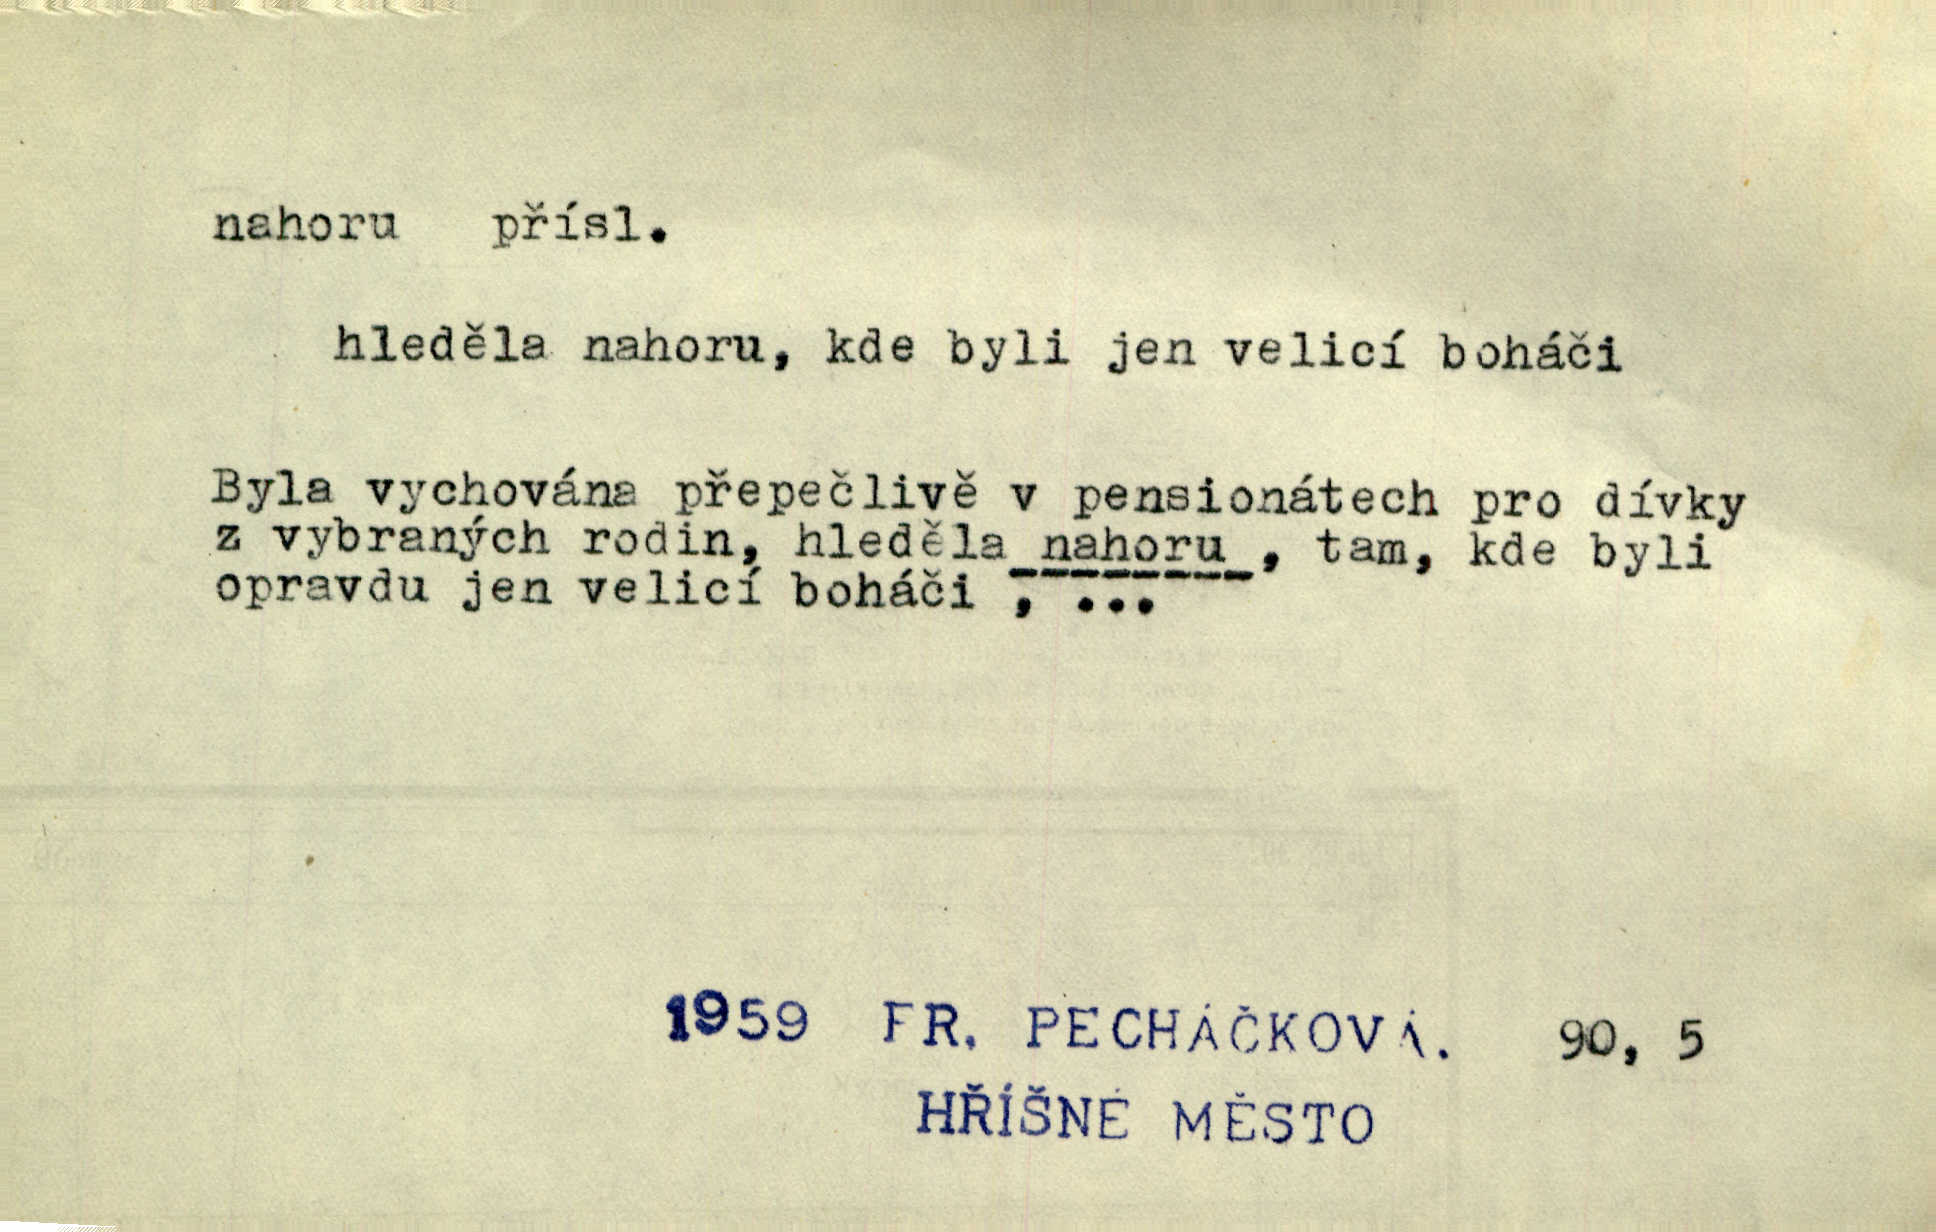 nahoru přísl.
hleděla nahoru, kde byli jen velicí boháči
Byla vychována přepečlivě v pensionátech pro dívky
z vybraných rodin, hleděla nahoru , tam, kde byli
opravdu jen velicí boháči , ...
1959 FR. PECHÁČKOVÁ. 90, 5
HŘÍŠNÉ MĚSTO